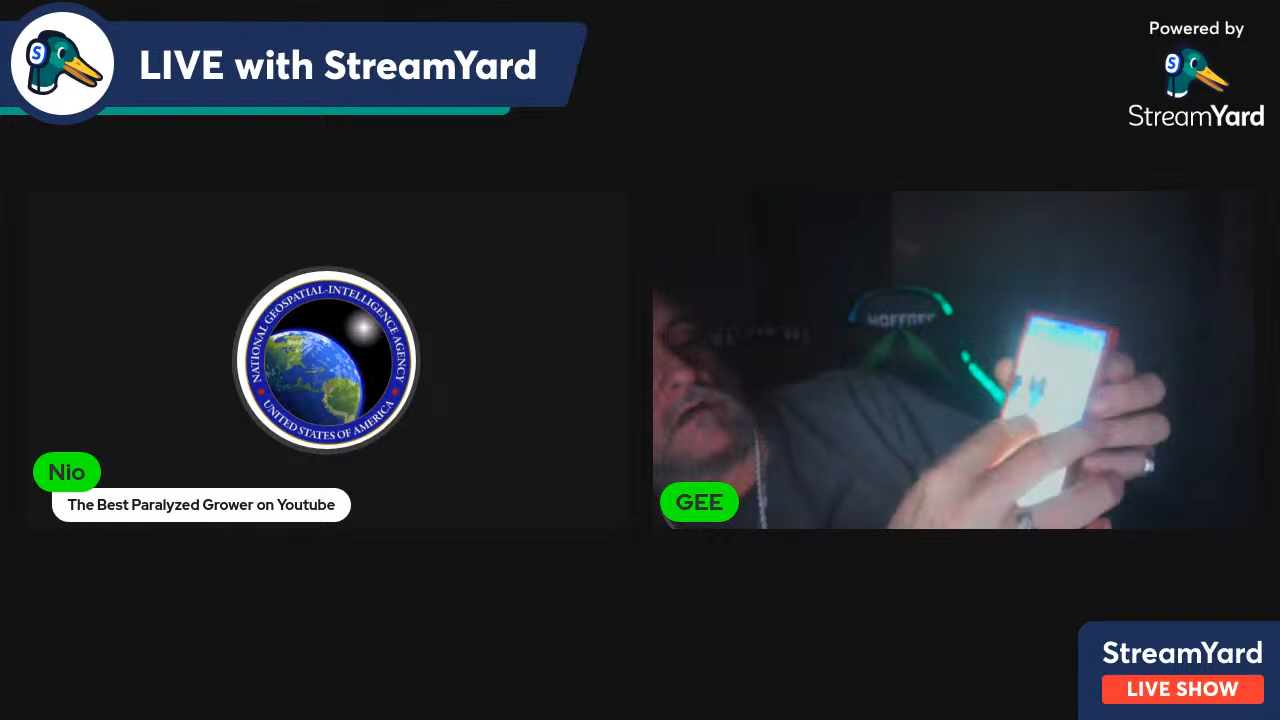 LIVE with StreamYard
Powered by
StreamYard
NATIONAL GEOSPATIAL-INTELLIGENCE AGENCY
UNITED STATES OF AMERICA
Nio
The Best Paralyzed Grower on Youtube
GEE
StreamYard
LIVE SHOW